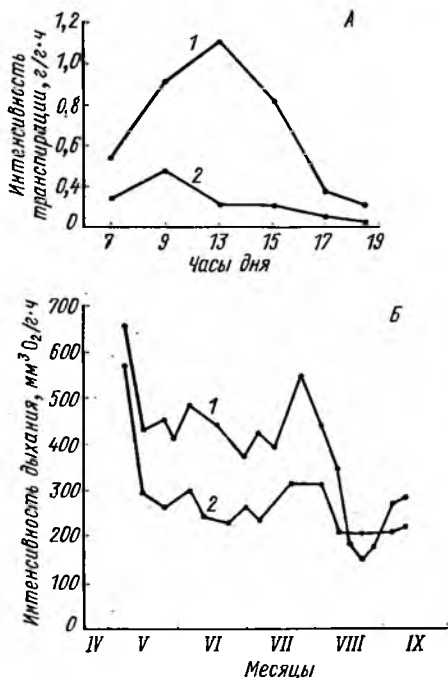 А
1,2
1,0
0,8
0,6
0,4
0
Интенсивность
транспирации, г/г·ч
1
2
7 9 13 15 17 19
Часы дня
Б
700
600
500
400
300
200
100
0
Интенсивность дыхания, мм³ O₂/г·ч
1
2
IV V VI VII VIII IX
Месяцы